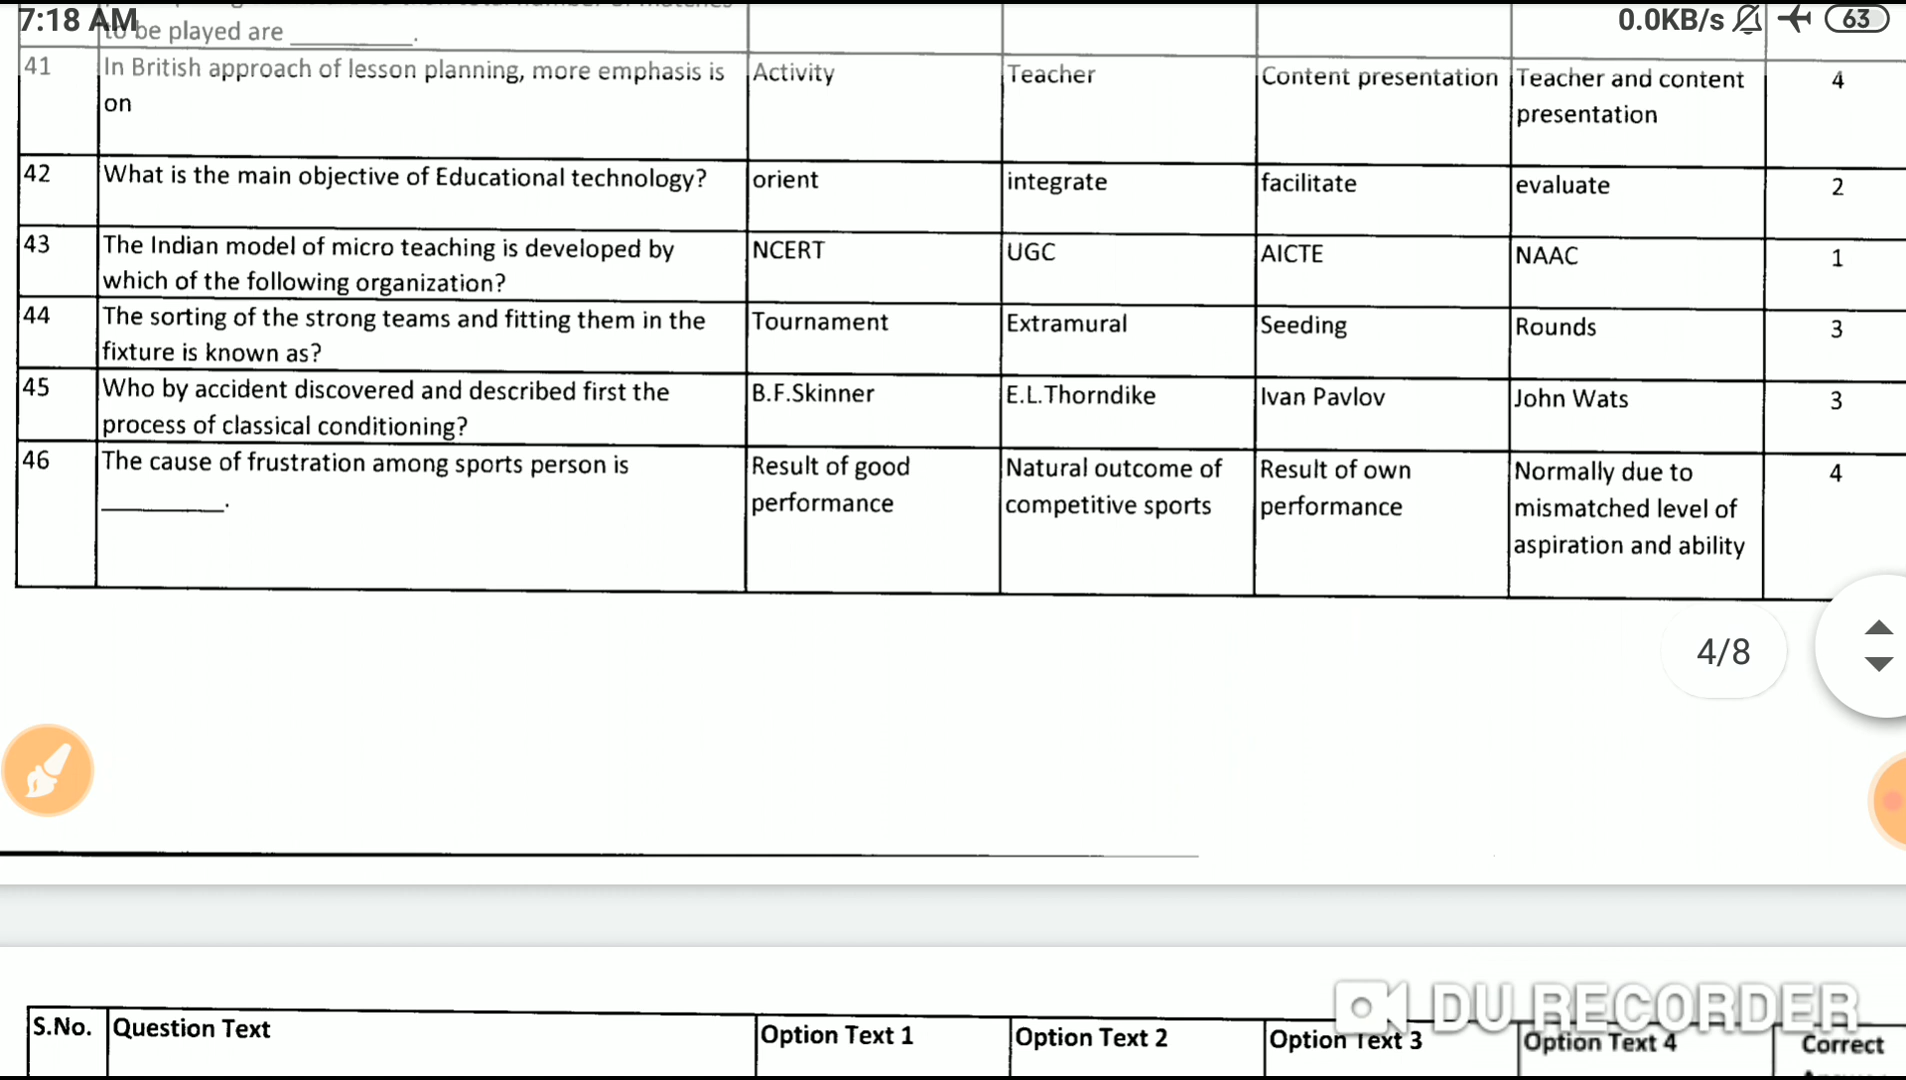 7:18 AM 0.0KB/s 63
to be played are __________.
41 In British approach of lesson planning, more emphasis is on Activity Teacher Content presentation Teacher and content presentation 4
42 What is the main objective of Educational technology? orient integrate facilitate evaluate 2
43 The Indian model of micro teaching is developed by which of the following organization? NCERT UGC AICTE NAAC 1
44 The sorting of the strong teams and fitting them in the fixture is known as? Tournament Extramural Seeding Rounds 3
45 Who by accident discovered and described first the process of classical conditioning? B.F.Skinner E.L.Thorndike Ivan Pavlov John Wats 3
46 The cause of frustration among sports person is __________. Result of good performance Natural outcome of competitive sports Result of own performance Normally due to mismatched level of aspiration and ability 4
4/8
DU RECORDER
S.No. Question Text Option Text 1 Option Text 2 Option Text 3 Option Text 4 Correct